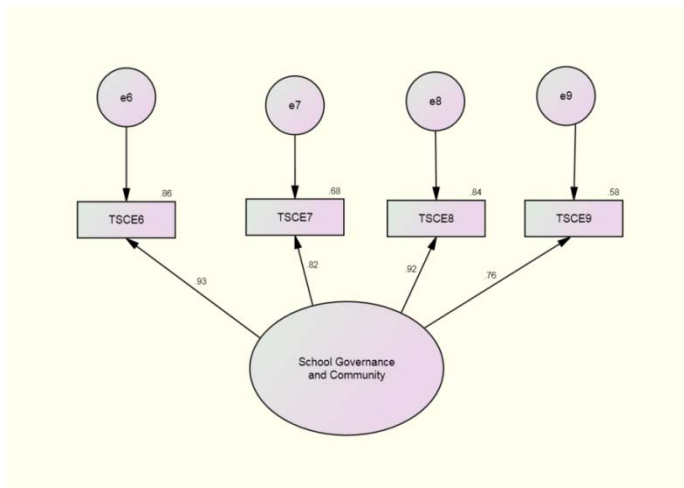 e6
e7
e8
e9
.86
.68
.84
.58
TSCE6
TSCE7
TSCE8
TSCE9
.93
.82
.92
.76
School Governance
and Community